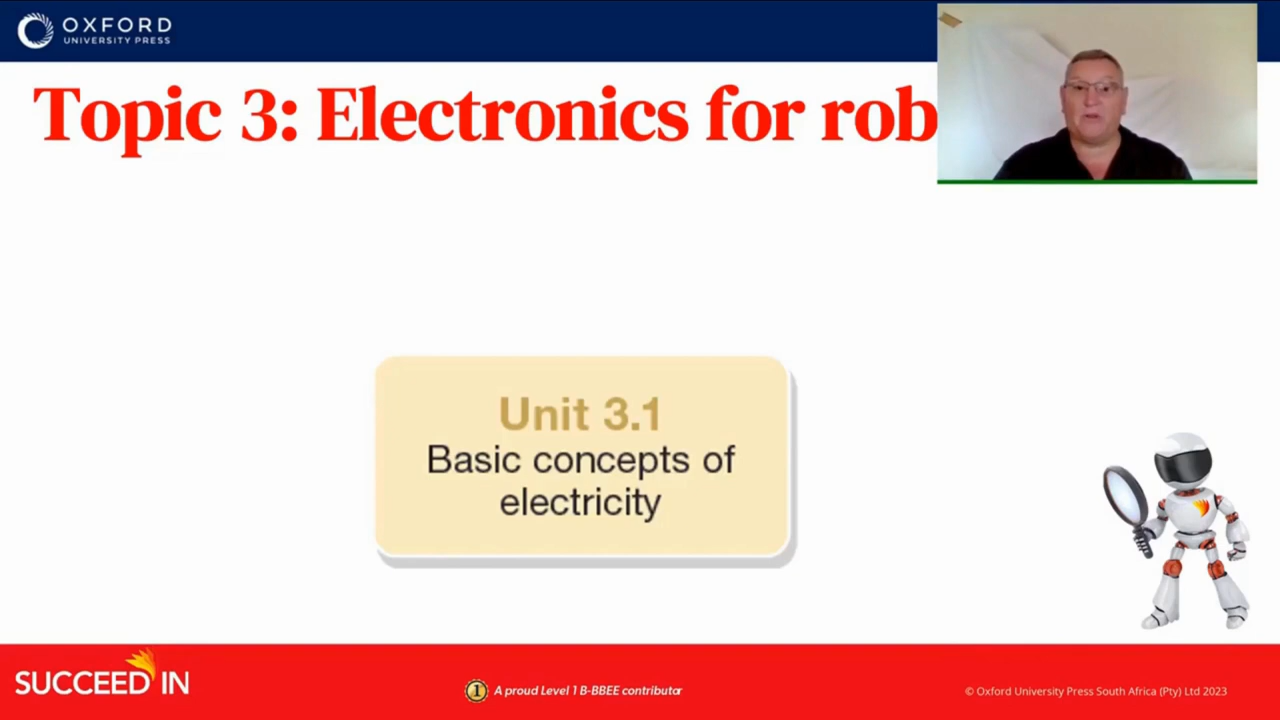 OXFORD
UNIVERSITY PRESS
Topic 3: Electronics for rob
Unit 3.1
Basic concepts of
electricity
SUCCEED IN
1
A proud Level 1 B-BBEE contributor
© Oxford University Press South Africa (Pty) Ltd 2023